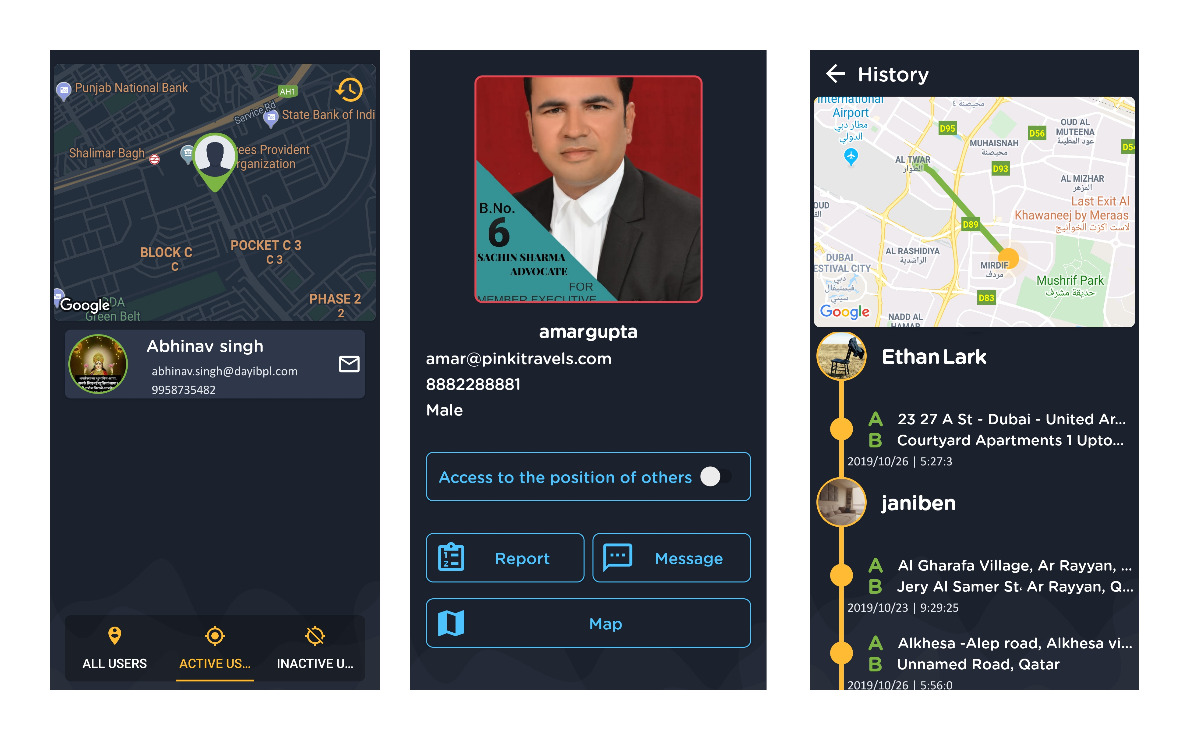 Punjab National Bank
AH1
Service Rd
State Bank of Indi
Shalimar Bagh
ees Provident
rganization
BLOCK C
C
POCKET C 3
C 3
PHASE 2
2
Google
DDA
Green Belt
Abhinav singh
abhinav.singh@dayibpl.com
9958735482
ALL USERS
ACTIVE US...
INACTIVE U...
B.No.
6
SACHIN SHARMA
ADVOCATE
FOR
MEMBER EXECUTIVE
amargupta
amar@pinkitravels.com
8882288881
Male
Access to the position of others
Report
Message
Map
History
International
Airport
مطار دبي
الدولي
محيصنة ٤
D95
D56
OUD AL
MUTEENA
عود المطينة
D54
MUHAISNAH
محيصنة
AL TWAR
الطوار
D93
AL MIZHAR
المزهر
Last Exit Al
Khawaneej by Meraas
لاست اكزت الخوانيج
OUD
D89
AL RASHIDIYA
الراشدية
DUBAI
ESTIVAL CITY
دبي
فستيفال
سيتي
MIRDIF
مردف
Mushrif Park
حديقة مشرف
D83
Google
NADD AL
HAMAR
Ethan Lark
A 23 27 A St - Dubai - United Ar...
B Courtyard Apartments 1 Upto...
2019/10/26 | 5:27:3
janiben
A Al Gharafa Village, Ar Rayyan, ...
B Jery Al Samer St. Ar Rayyan, Q...
2019/10/23 | 9:29:25
A Alkhesa -Alep road, Alkhesa vi...
B Unnamed Road, Qatar
2019/10/26 | 5:56:0